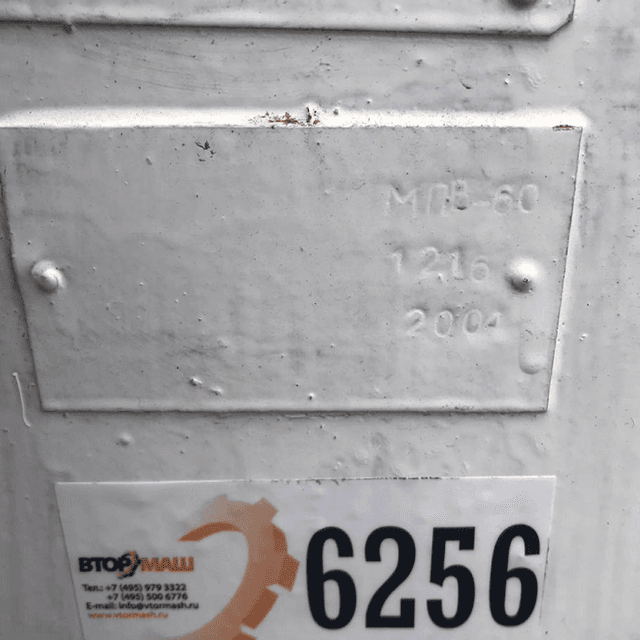 МПВ-60
1216
2001
ВТОРМАШ
Тел.: +7 (495) 979 3322
+7 (495) 500 6776
E-mail: info@vtormash.ru
www.vtormash.ru
6256